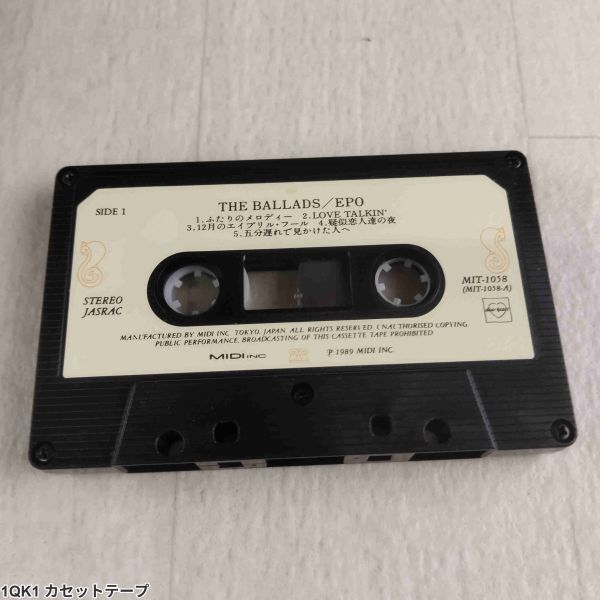 THE BALLADS/EPO
SIDE 1
1.ふたりのメロディー 2.LOVE TALKIN'
3.12月のエイプリル・フール 4.疑似恋人達の夜
5.五分遅れで見かけた人へ
STEREO
JASRAC
MIT-1058
(MIT-1058-A)
MANUFACTURED BY MIDI INC. TOKYO, JAPAN. ALL RIGHTS RESERVED. UNAUTHORISED COPYING,
PUBLIC PERFORMANCE, BROADCASTING OF THIS CASSETTE TAPE PROHIBITED
MIDI INC
℗ 1989 MIDI INC.
1QK1 カセットテープ